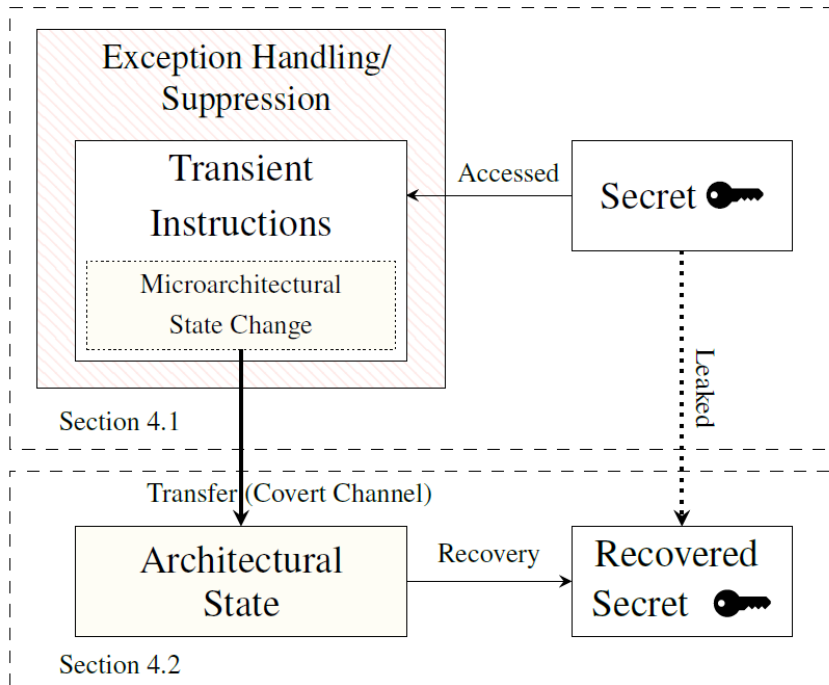 Exception Handling/
Suppression
Transient
Instructions
Microarchitectural
State Change
Accessed
Secret
Leaked
Section 4.1
Transfer (Covert Channel)
Architectural
State
Recovery
Recovered
Secret
Section 4.2